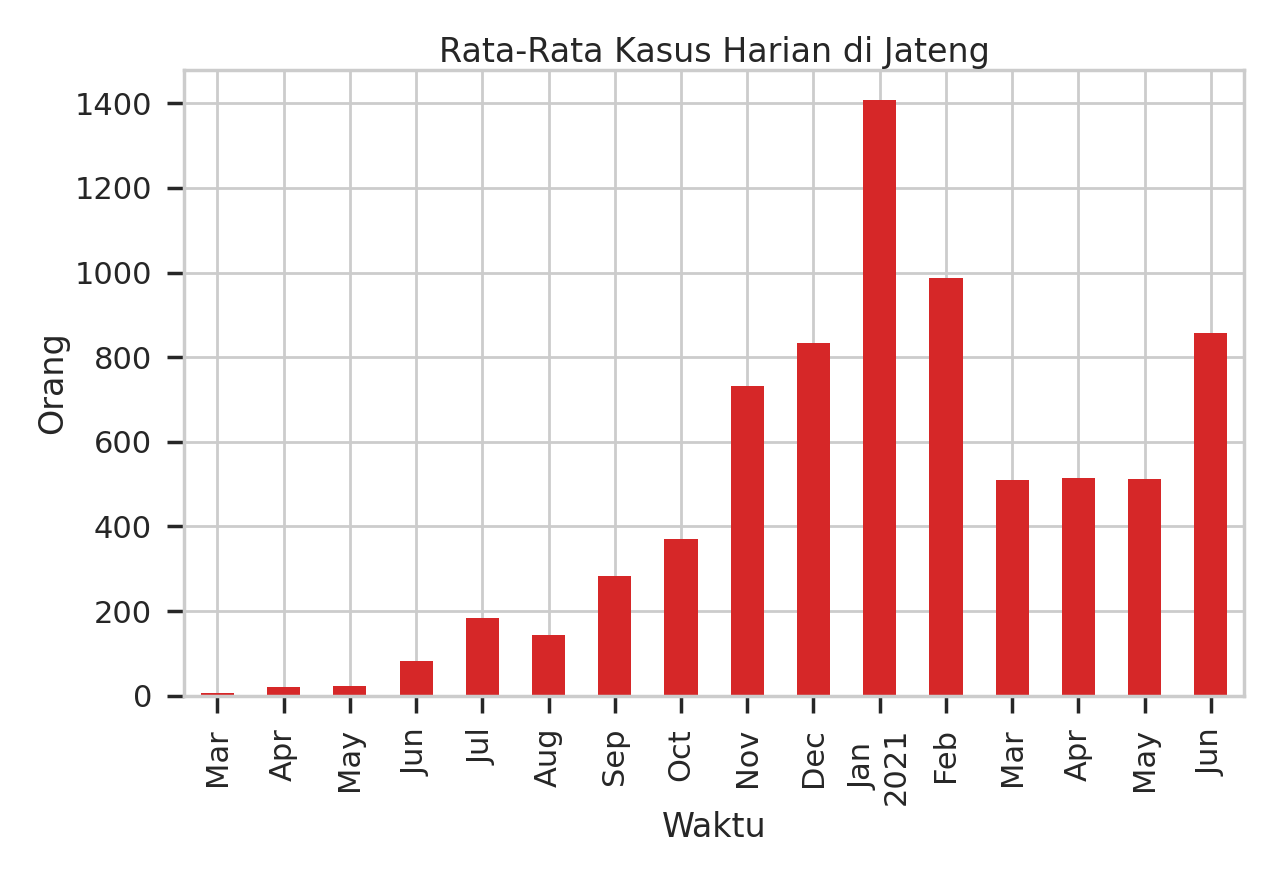 Rata-Rata Kasus Harian di Jateng
1400
1200
1000
800
600
400
200
0
Orang
Mar
Apr
May
Jun
Jul
Aug
Sep
Oct
Nov
Dec
Jan
2021
Feb
Mar
Apr
May
Jun
Waktu